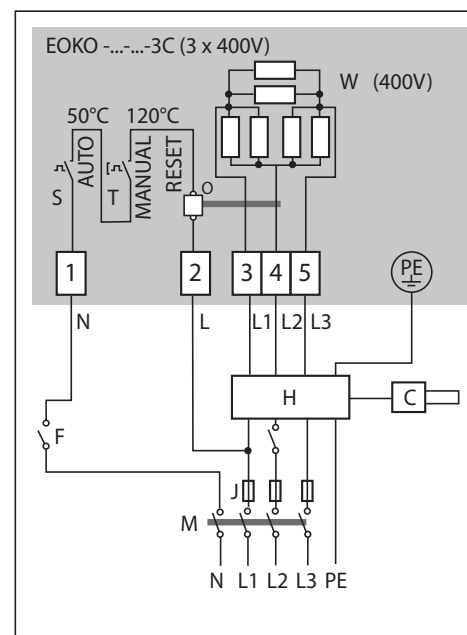 EOKO -...-...-3C (3 x 400V)
W (400V)
50°C 120°C
S AUTO T MANUAL RESET O
1 2 3 4 5 PE
N L L1 L2 L3
H C
F
J
M
N L1 L2 L3 PE